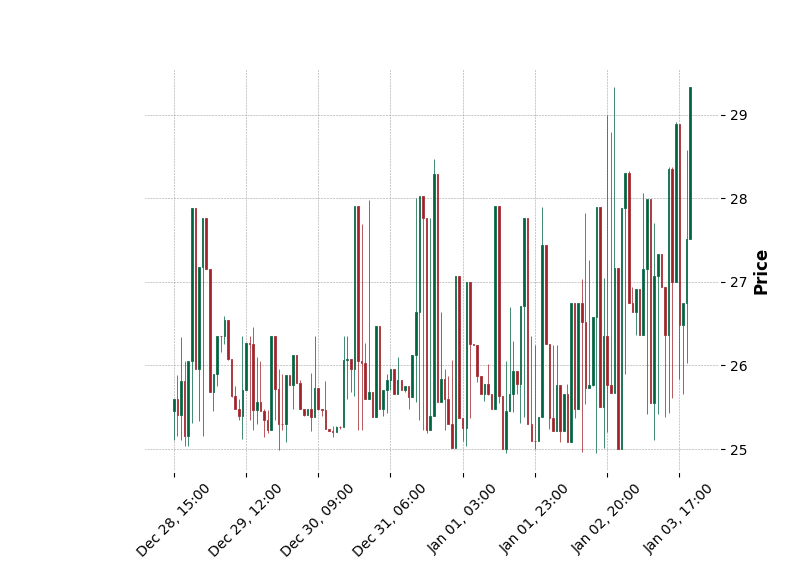 29
28
27
26
25
Price
Dec 28, 15:00
Dec 29, 12:00
Dec 30, 09:00
Dec 31, 06:00
Jan 01, 03:00
Jan 01, 23:00
Jan 02, 20:00
Jan 03, 17:00